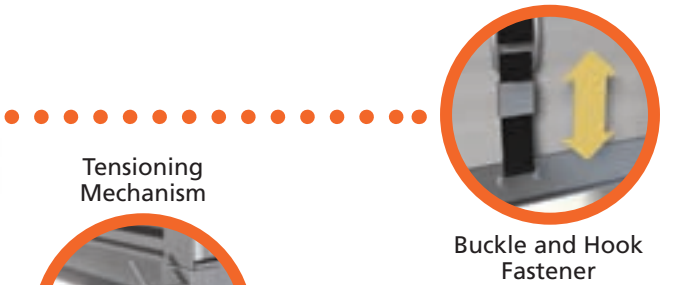 Tensioning
Mechanism
Buckle and Hook
Fastener